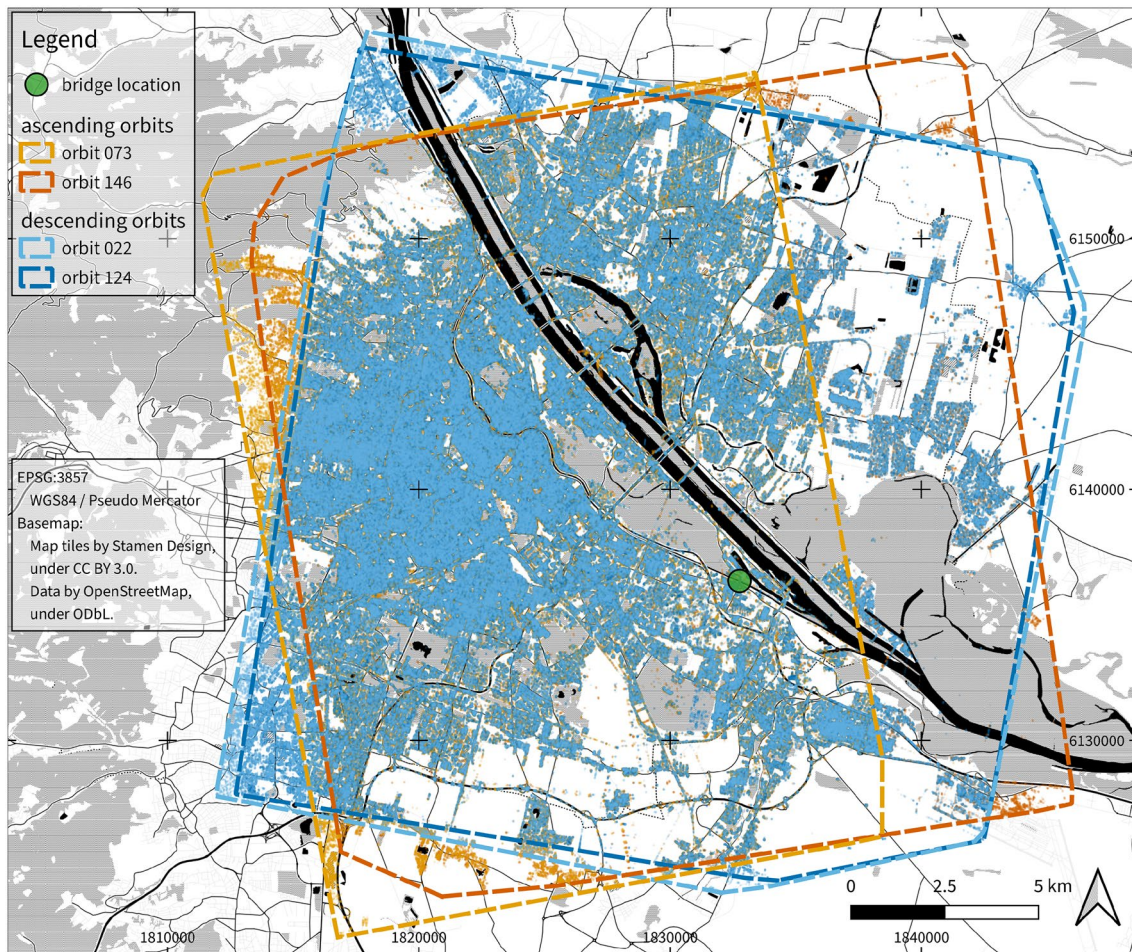 Legend
bridge location
ascending orbits
orbit 073
orbit 146
descending orbits
orbit 022
orbit 124
6150000
EPSG:3857
WGS84 / Pseudo Mercator
Basemap:
Map tiles by Stamen Design,
under CC BY 3.0.
Data by OpenStreetMap,
under ODbL.
6140000
6130000
0 2.5 5 km
1810000 1820000 1830000 1840000